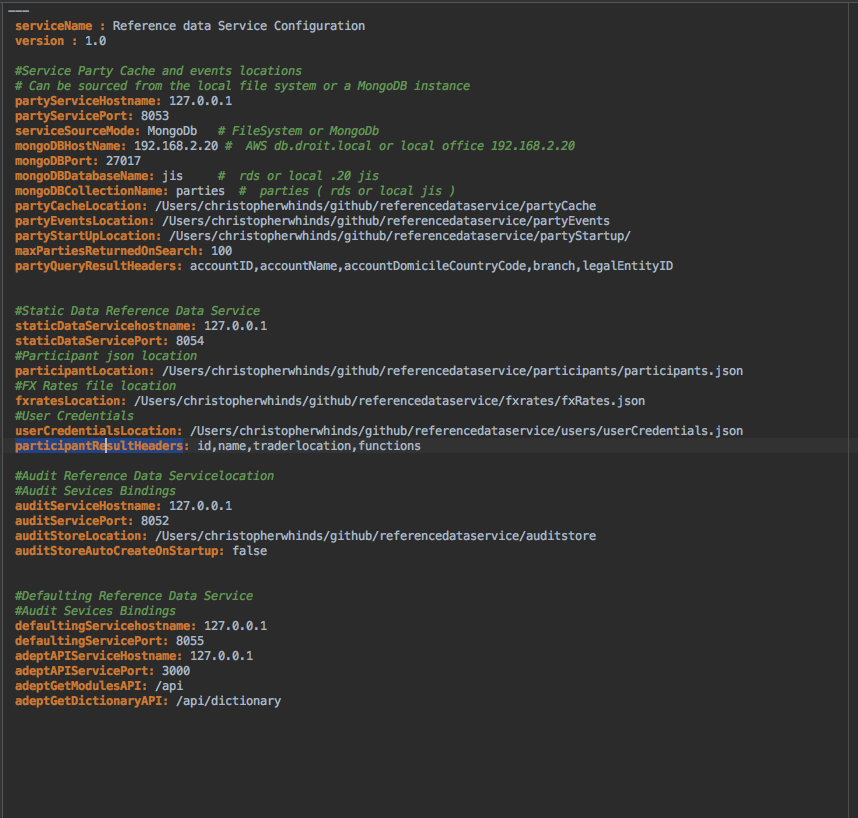 ---
serviceName : Reference data Service Configuration
version : 1.0
#Service Party Cache and events locations
# Can be sourced from the local file system or a MongoDB instance
partyServiceHostname: 127.0.0.1
partyServicePort: 8053
serviceSourceMode: MongoDb # FileSystem or MongoDb
mongoDBHostName: 192.168.2.20 # AWS db.droit.local or local office 192.168.2.20
mongoDBPort: 27017
mongoDBDatabaseName: jis # rds or local .20 jis
mongoDBCollectionName: parties # parties ( rds or local jis )
partyCacheLocation: /Users/christopherwhinds/github/referencedataservice/partyCache
partyEventsLocation: /Users/christopherwhinds/github/referencedataservice/partyEvents
partyStartUpLocation: /Users/christopherwhinds/github/referencedataservice/partyStartup/
maxPartiesReturnedOnSearch: 100
partyQueryResultHeaders: accountID,accountName,accountDomicileCountryCode,branch,legalEntityID
#Static Data Reference Data Service
staticDataServicehostname: 127.0.0.1
staticDataServicePort: 8054
#Participant json location
participantLocation: /Users/christopherwhinds/github/referencedataservice/participants/participants.json
#FX Rates file location
fxratesLocation: /Users/christopherwhinds/github/referencedataservice/fxrates/fxRates.json
#User Credentials
userCredentialsLocation: /Users/christopherwhinds/github/referencedataservice/users/userCredentials.json
participantResultHeaders: id,name,traderlocation,functions
#Audit Reference Data Servicelocation
#Audit Sevices Bindings
auditServiceHostname: 127.0.0.1
auditServicePort: 8052
auditStoreLocation: /Users/christopherwhinds/github/referencedataservice/auditstore
auditStoreAutoCreateOnStartup: false
#Defaulting Reference Data Service
#Audit Sevices Bindings
defaultingServicehostname: 127.0.0.1
defaultingServicePort: 8055
adeptAPIServiceHostname: 127.0.0.1
adeptAPIServicePort: 3000
adeptGetModulesAPI: /api
adeptGetDictionaryAPI: /api/dictionary